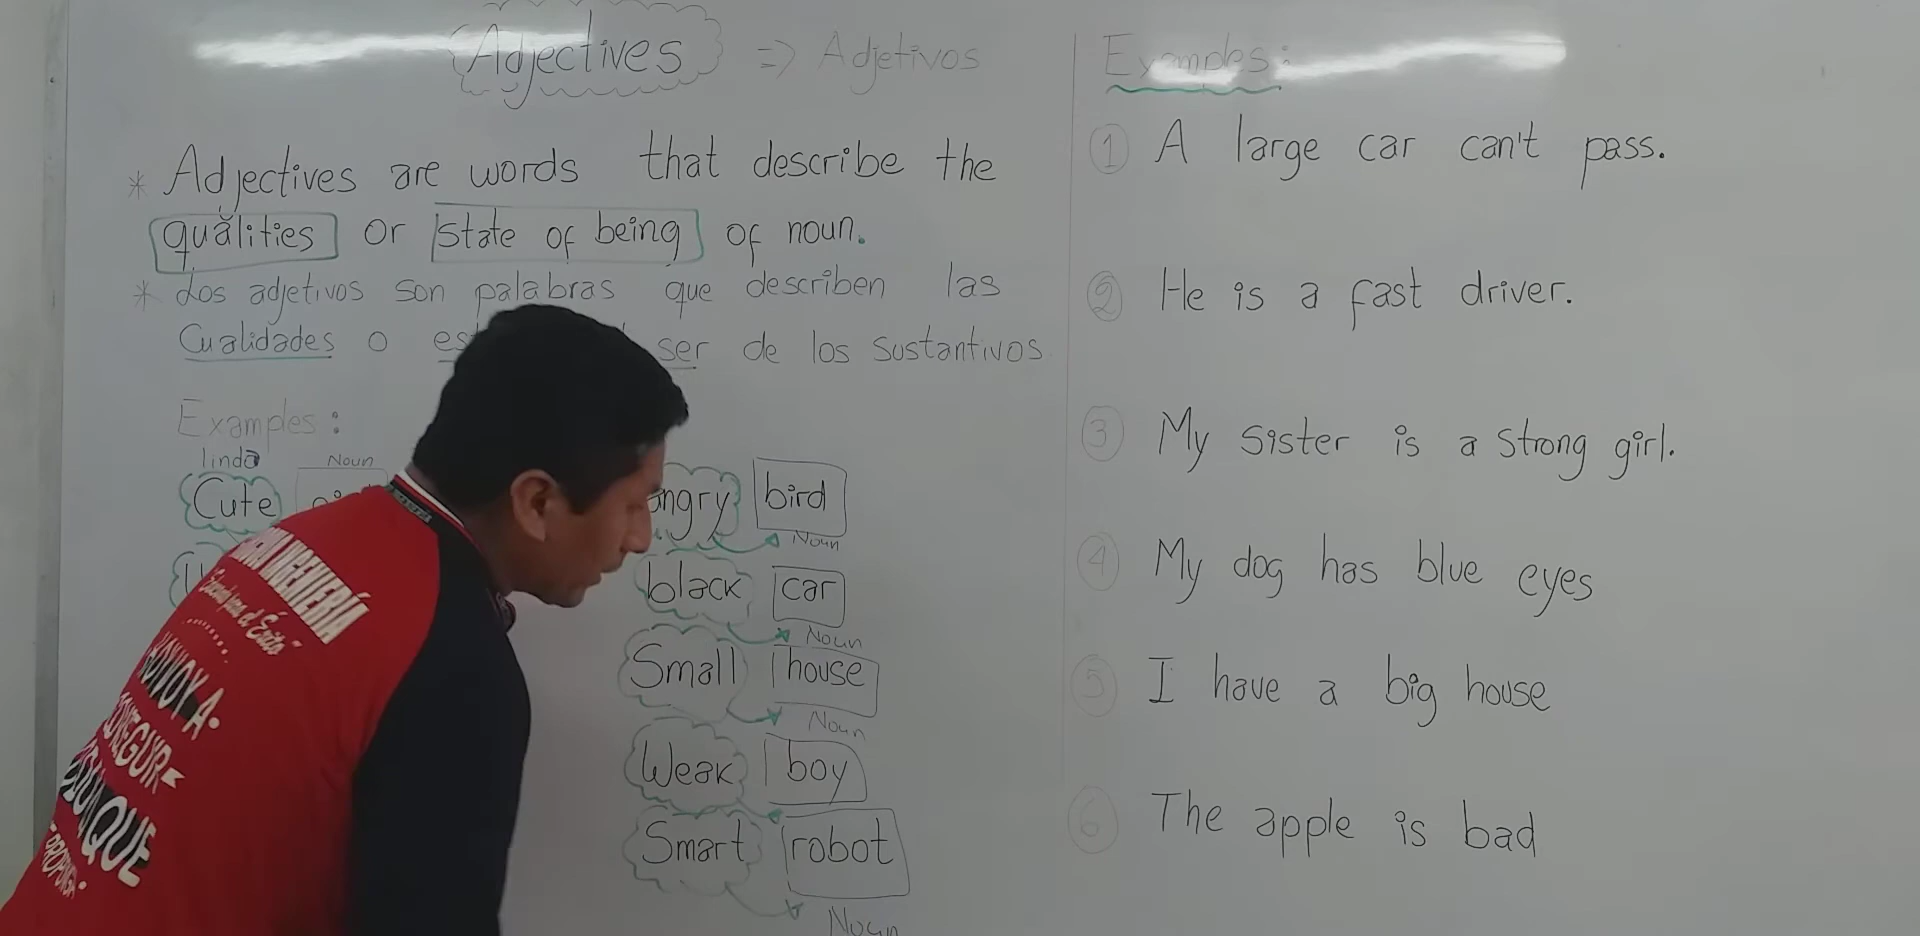 Adjectives => Adjetivos
* Adjectives are words that describe the
qualities or state of being of noun.
* Los adjetivos son palabras que describen las
Cualidades o ser de los sustantivos
Examples:
linda Noun
Cute
angry bird
Noun
black car
Noun
Small house
Noun
Weak boy
Smart robot
Noun
Examples:
1 A large car can't pass.
2 He is a fast driver.
3 My sister is a strong girl.
4 My dog has blue eyes
5 I have a big house
6 The apple is bad
INGENIERÍA
QUE